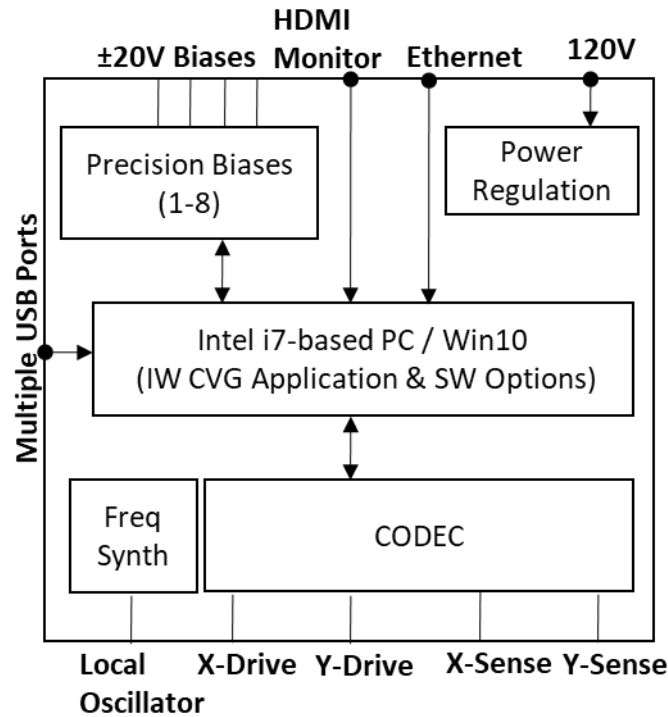 HDMI
±20V Biases Monitor Ethernet 120V
Precision Biases
(1-8)
Power
Regulation
Multiple USB Ports
Intel i7-based PC / Win10
(IW CVG Application & SW Options)
Freq
Synth
CODEC
Local
Oscillator
X-Drive
Y-Drive
X-Sense
Y-Sense